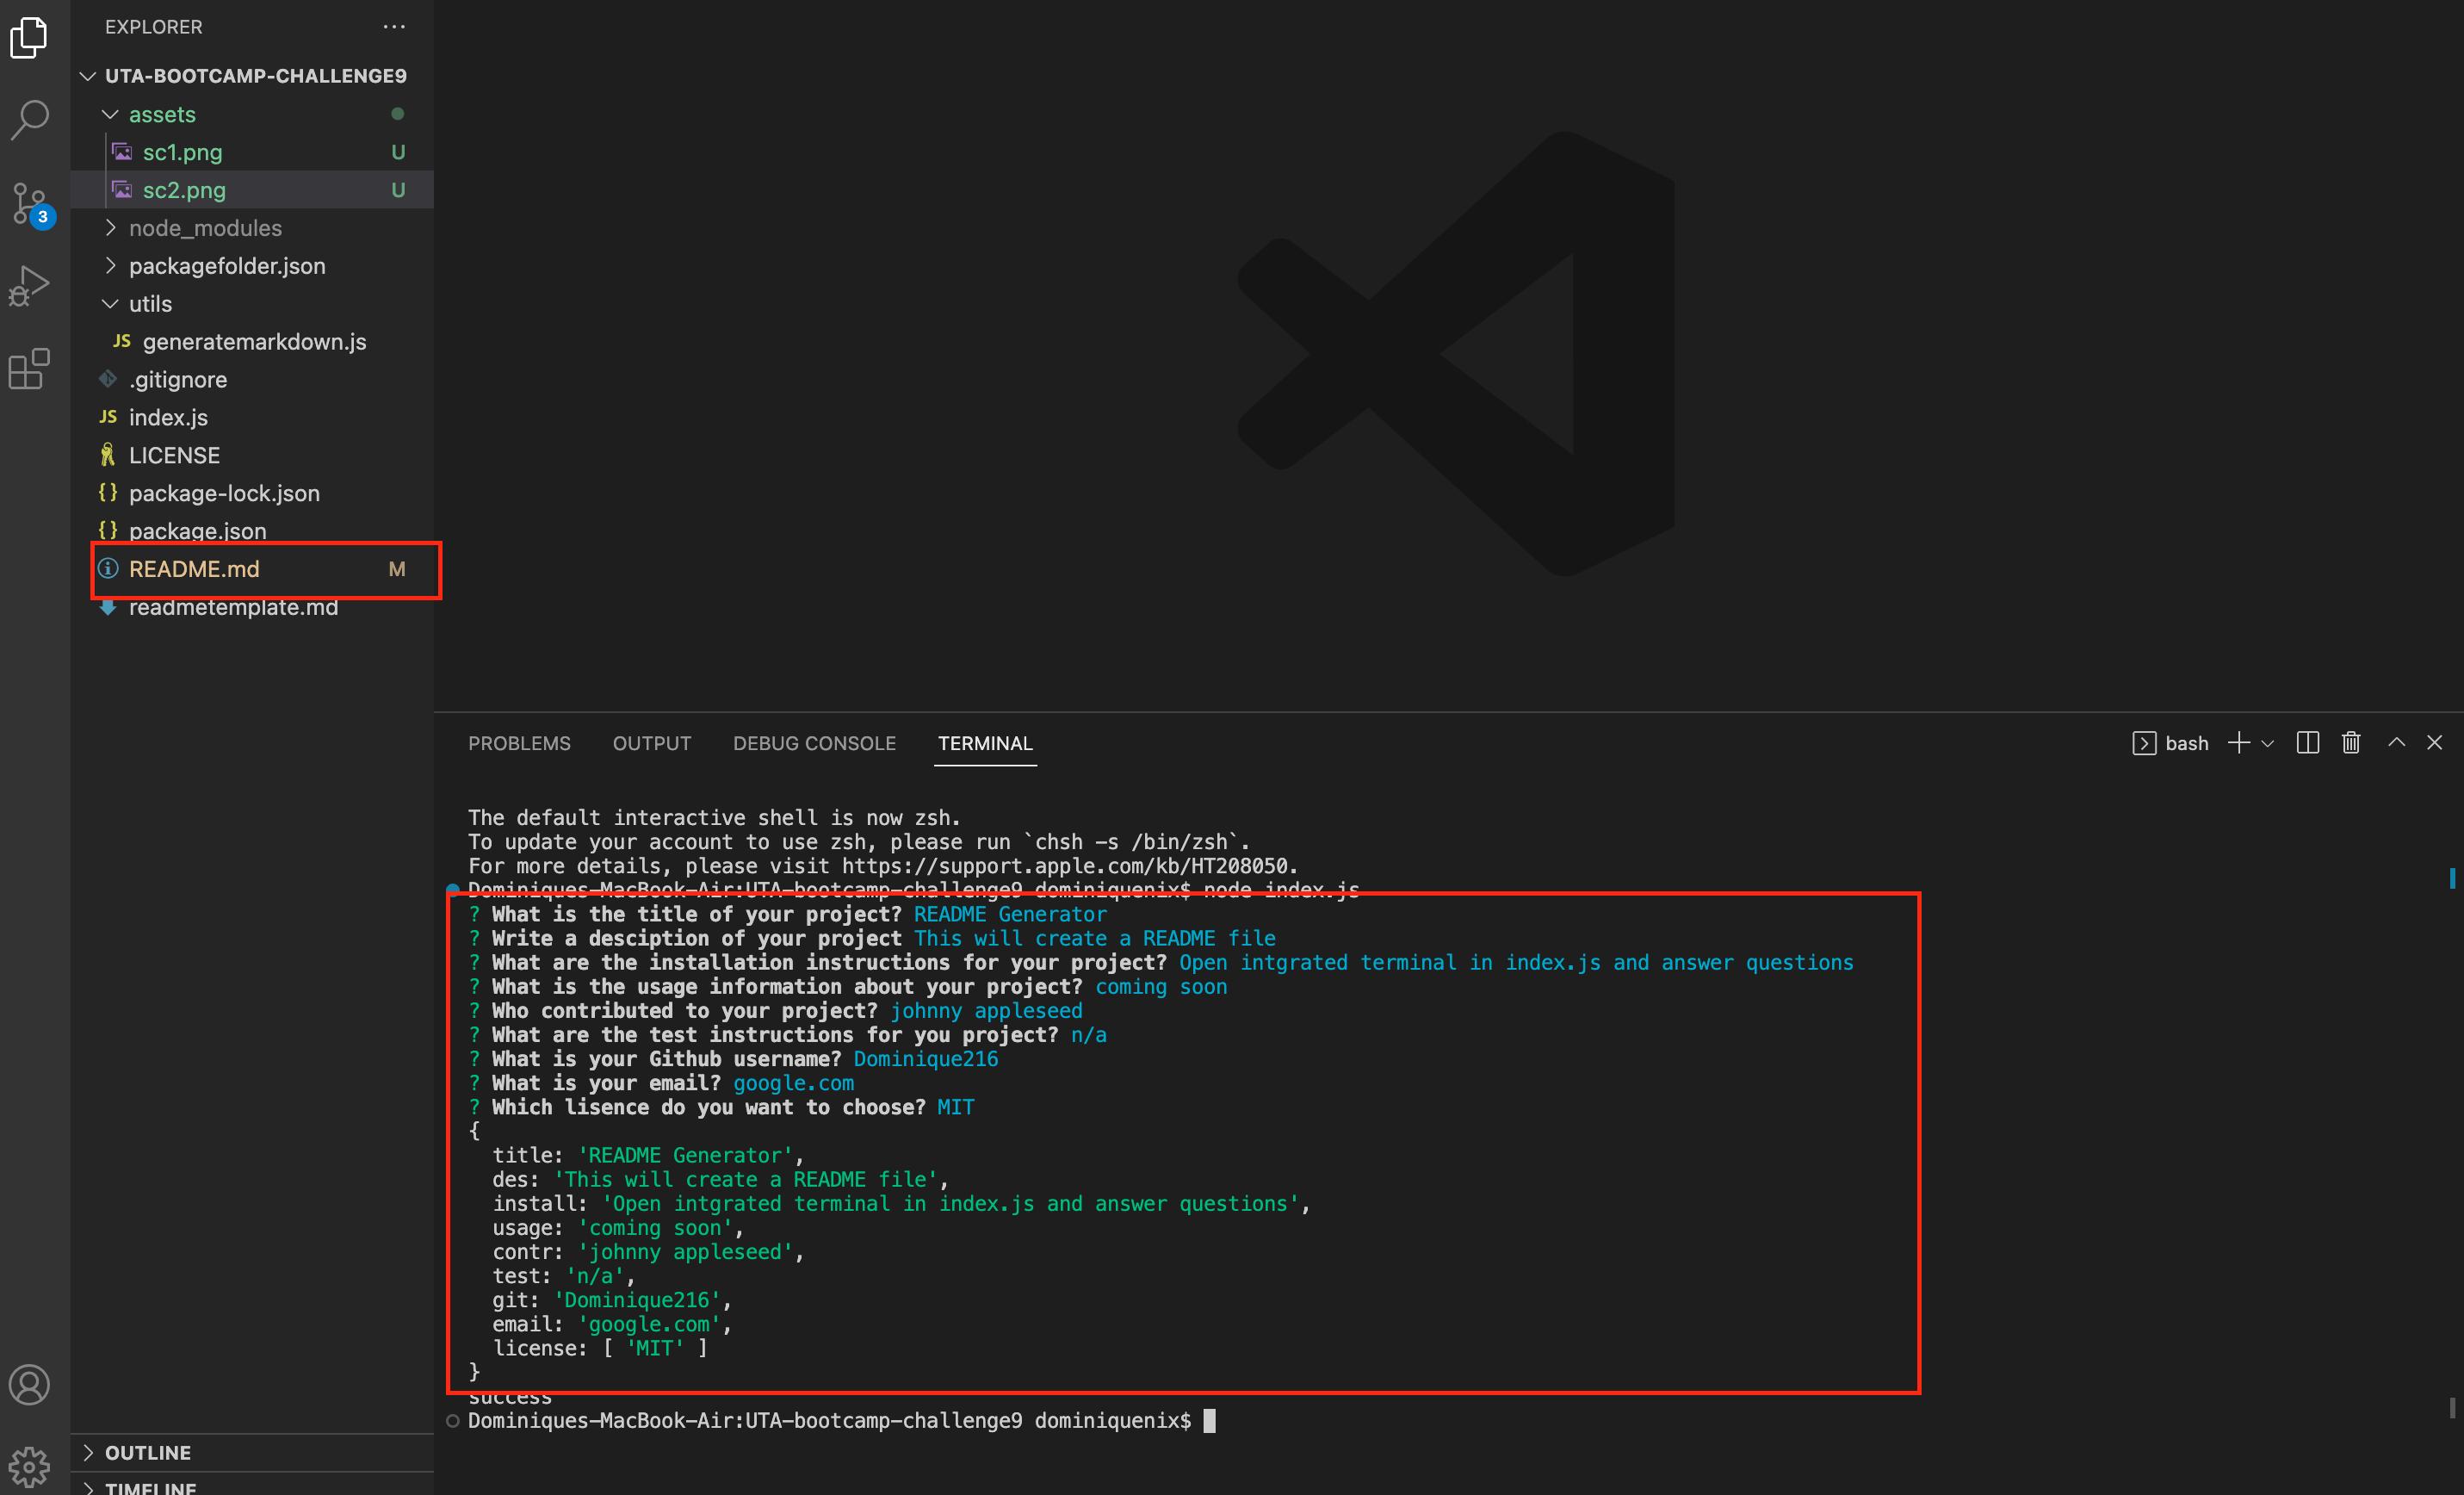 EXPLORER
UTA-BOOTCAMP-CHALLENGE9
assets
sc1.png U
sc2.png U
3
node_modules
packagefolder.json
utils
JS generatemarkdown.js
.gitignore
JS index.js
LICENSE
{} package-lock.json
{} package.json
README.md M
readmetemplate.md
OUTLINE
TIMELINE
PROBLEMS OUTPUT DEBUG CONSOLE TERMINAL
bash
The default interactive shell is now zsh.
To update your account to use zsh, please run `chsh -s /bin/zsh`.
For more details, please visit https://support.apple.com/kb/HT208050.
Dominiques-MacBook-Air:UTA-bootcamp-challenge9 dominiquenix$ node index.js
? What is the title of your project? README Generator
? Write a desciption of your project This will create a README file
? What are the installation instructions for your project? Open intgrated terminal in index.js and answer questions
? What is the usage information about your project? coming soon
? Who contributed to your project? johnny appleseed
? What are the test instructions for you project? n/a
? What is your Github username? Dominique216
? What is your email? google.com
? Which lisence do you want to choose? MIT
{
  title: 'README Generator',
  des: 'This will create a README file',
  install: 'Open intgrated terminal in index.js and answer questions',
  usage: 'coming soon',
  contr: 'johnny appleseed',
  test: 'n/a',
  git: 'Dominique216',
  email: 'google.com',
  license: [ 'MIT' ]
}
success
Dominiques-MacBook-Air:UTA-bootcamp-challenge9 dominiquenix$